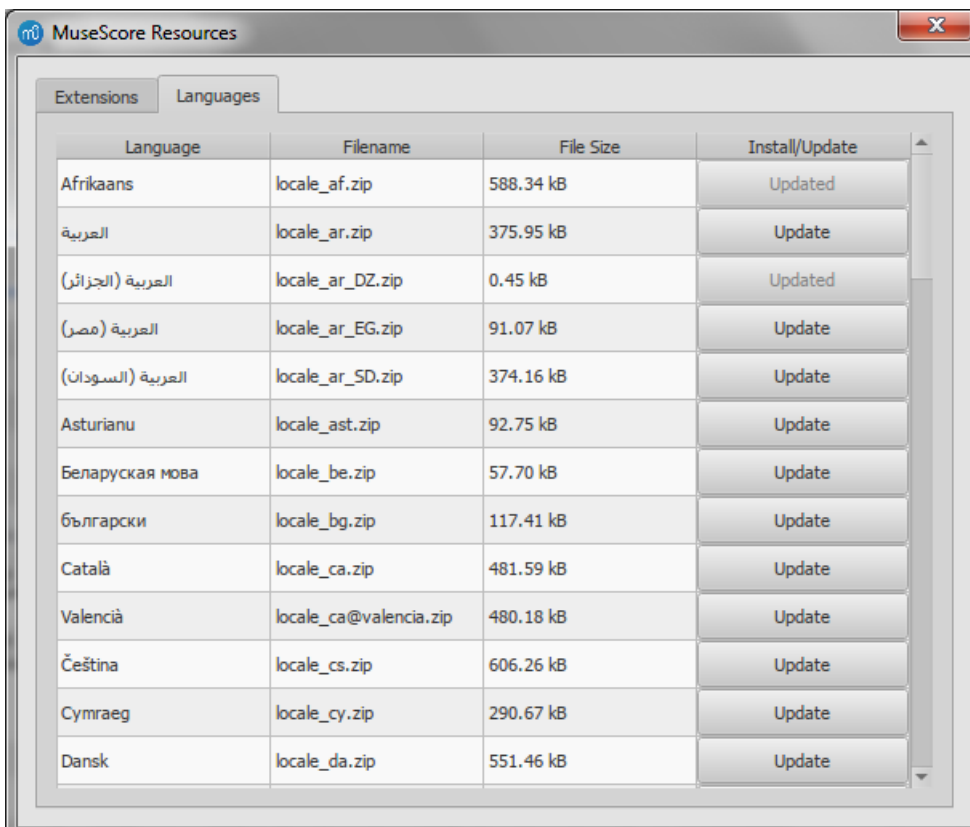 MuseScore Resources
Extensions Languages
Language Filename File Size Install/Update
Afrikaans locale_af.zip 588.34 kB Updated
العربية locale_ar.zip 375.95 kB Update
العربية (الجزائر) locale_ar_DZ.zip 0.45 kB Updated
العربية (مصر) locale_ar_EG.zip 91.07 kB Update
العربية (السودان) locale_ar_SD.zip 374.16 kB Update
Asturianu locale_ast.zip 92.75 kB Update
Беларуская мова locale_be.zip 57.70 kB Update
български locale_bg.zip 117.41 kB Update
Català locale_ca.zip 481.59 kB Update
Valencià locale_ca@valencia.zip 480.18 kB Update
Čeština locale_cs.zip 606.26 kB Update
Cymraeg locale_cy.zip 290.67 kB Update
Dansk locale_da.zip 551.46 kB Update